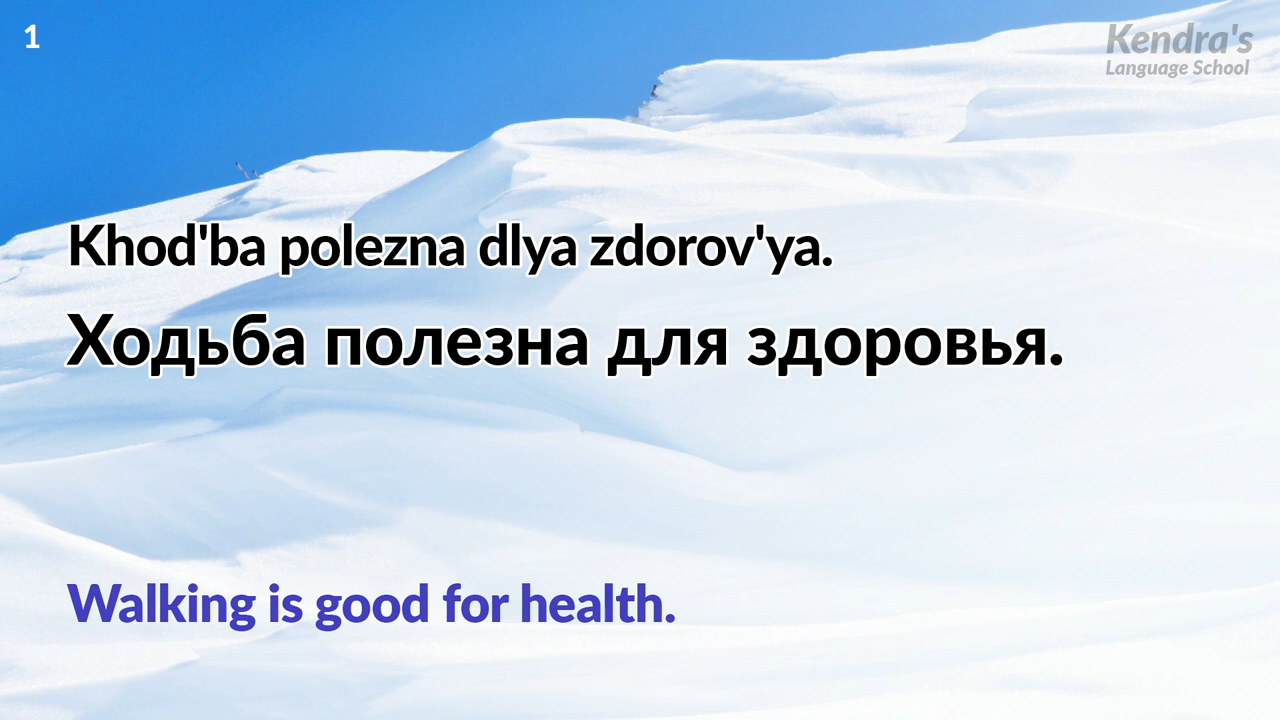 1
Kendra's
Language School
Khod'ba polezna dlya zdorov'ya.
Ходьба полезна для здоровья.
Walking is good for health.